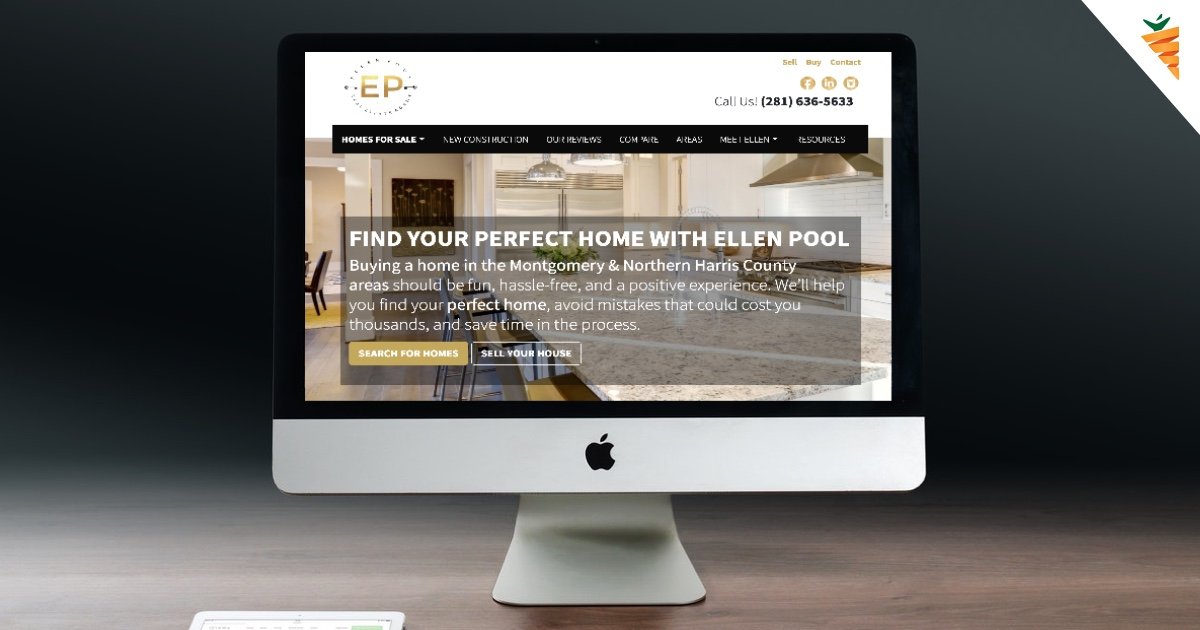 Sell Buy Contact
EP
Call Us! (281) 636-5633
HOMES FOR SALE NEW CONSTRUCTION OUR REVIEWS COMPARE AREAS MEET ELLEN RESOURCES
FIND YOUR PERFECT HOME WITH ELLEN POOL
Buying a home in the Montgomery & Northern Harris County
areas should be fun, hassle-free, and a positive experience. We'll help
you find your perfect home, avoid mistakes that could cost you
thousands, and save time in the process.
SEARCH FOR HOMES SELL YOUR HOUSE